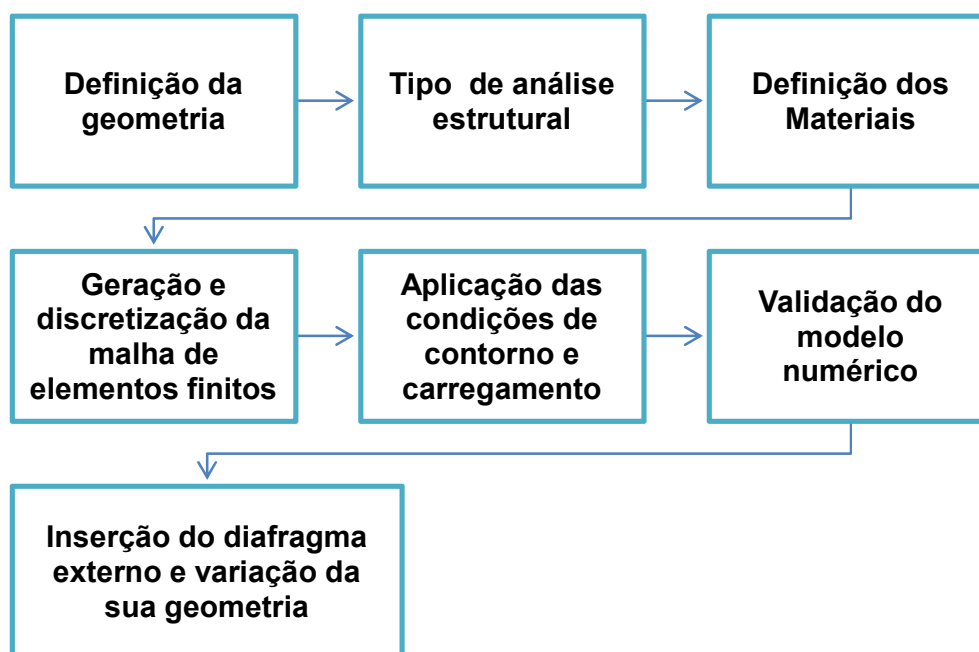 Definição da
geometria
Tipo de análise
estrutural
Definição dos
Materiais
Geração e
discretização da
malha de
elementos finitos
Aplicação das
condições de
contorno e
carregamento
Validação do
modelo
numérico
Inserção do diafragma
externo e variação da
sua geometria